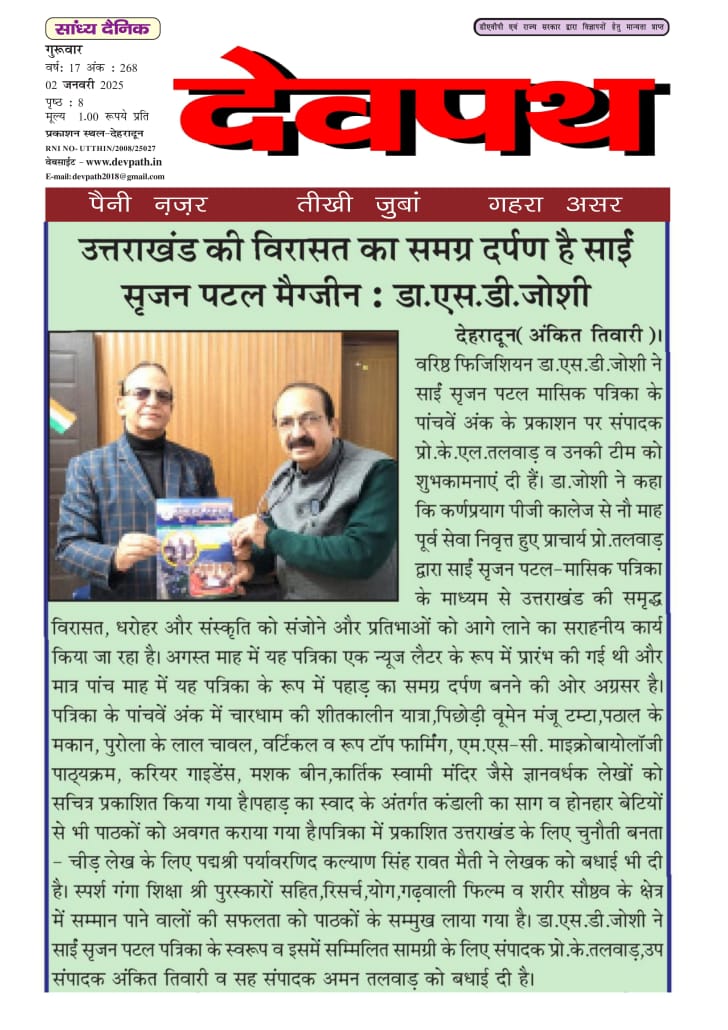 सांध्य दैनिक
डीएवीपी एवं राज्य सरकार द्वारा विज्ञापनों हेतु मान्यता प्राप्त
गुरूवार
वर्ष: 17 अंक : 268
02 जनवरी 2025
पृष्ठ : 8
मूल्य 1.00 रूपये प्रति
प्रकाशन स्थल-देहरादून
RNI NO- UTTHIN/2008/25027
वेबसाईट - www.devpath.in
E-mail: devpath2018@gmail.com
देवपथ
पैनी नज़र तीखी जुबां गहरा असर
उत्तराखंड की विरासत का समग्र दर्पण है साईं
सृजन पटल मैग्जीन : डा.एस.डी.जोशी
देहरादून( अंकित तिवारी )।
वरिष्ठ फिजिशियन डा.एस.डी.जोशी ने
साईं सृजन पटल मासिक पत्रिका के
पांचवें अंक के प्रकाशन पर संपादक
प्रो.के.एल.तलवाड़ व उनकी टीम को
शुभकामनाएं दी हैं। डा.जोशी ने कहा
कि कर्णप्रयाग पीजी कालेज से नौ माह
पूर्व सेवा निवृत्त हुए प्राचार्य प्रो.तलवाड़
द्वारा साईं सृजन पटल-मासिक पत्रिका
के माध्यम से उत्तराखंड की समृद्ध
विरासत, धरोहर और संस्कृति को संजोने और प्रतिभाओं को आगे लाने का सराहनीय कार्य
किया जा रहा है। अगस्त माह में यह पत्रिका एक न्यूज लैटर के रूप में प्रारंभ की गई थी और
मात्र पांच माह में यह पत्रिका के रूप में पहाड़ का समग्र दर्पण बनने की ओर अग्रसर है।
पत्रिका के पांचवें अंक में चारधाम की शीतकालीन यात्रा,पिछोड़ी वूमेन मंजू टम्टा,पठाल के
मकान, पुरोला के लाल चावल, वर्टिकल व रूप टॉप फार्मिंग, एम.एस-सी. माइक्रोबायोलॉजी
पाठ्यक्रम, करियर गाइडेंस, मशक बीन,कार्तिक स्वामी मंदिर जैसे ज्ञानवर्धक लेखों को
सचित्र प्रकाशित किया गया है।पहाड़ का स्वाद के अंतर्गत कंडाली का साग व होनहार बेटियों
से भी पाठकों को अवगत कराया गया है।पत्रिका में प्रकाशित उत्तराखंड के लिए चुनौती बनता
- चीड़ लेख के लिए पद्मश्री पर्यावरणिद कल्याण सिंह रावत मैती ने लेखक को बधाई भी दी
है। स्पर्श गंगा शिक्षा श्री पुरस्कारों सहित,रिसर्च,योग,गढ़वाली फिल्म व शरीर सौष्ठव के क्षेत्र
में सम्मान पाने वालों की सफलता को पाठकों के सम्मुख लाया गया है। डा.एस.डी.जोशी ने
साईं सृजन पटल पत्रिका के स्वरूप व इसमें सम्मिलित सामग्री के लिए संपादक प्रो.के.तलवाड़,उप
संपादक अंकित तिवारी व सह संपादक अमन तलवाड़ को बधाई दी है।